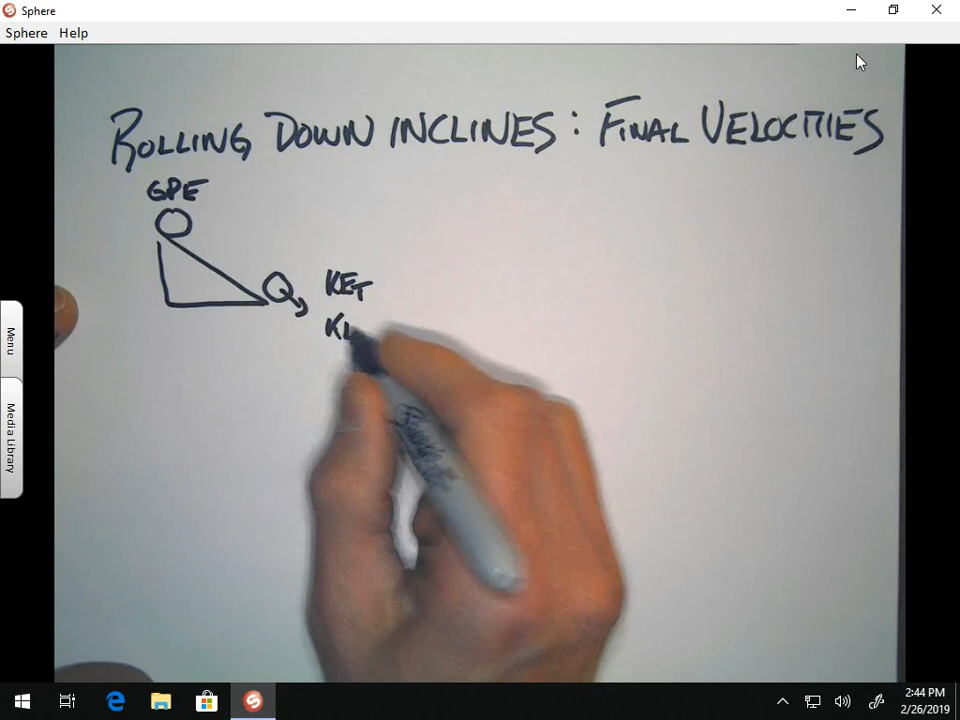 Sphere
Sphere Help
ROLLING DOWN INCLINES: FINAL VELOCITIES
GPE
KET
Menu
Media Library
2:44 PM
2/26/2019